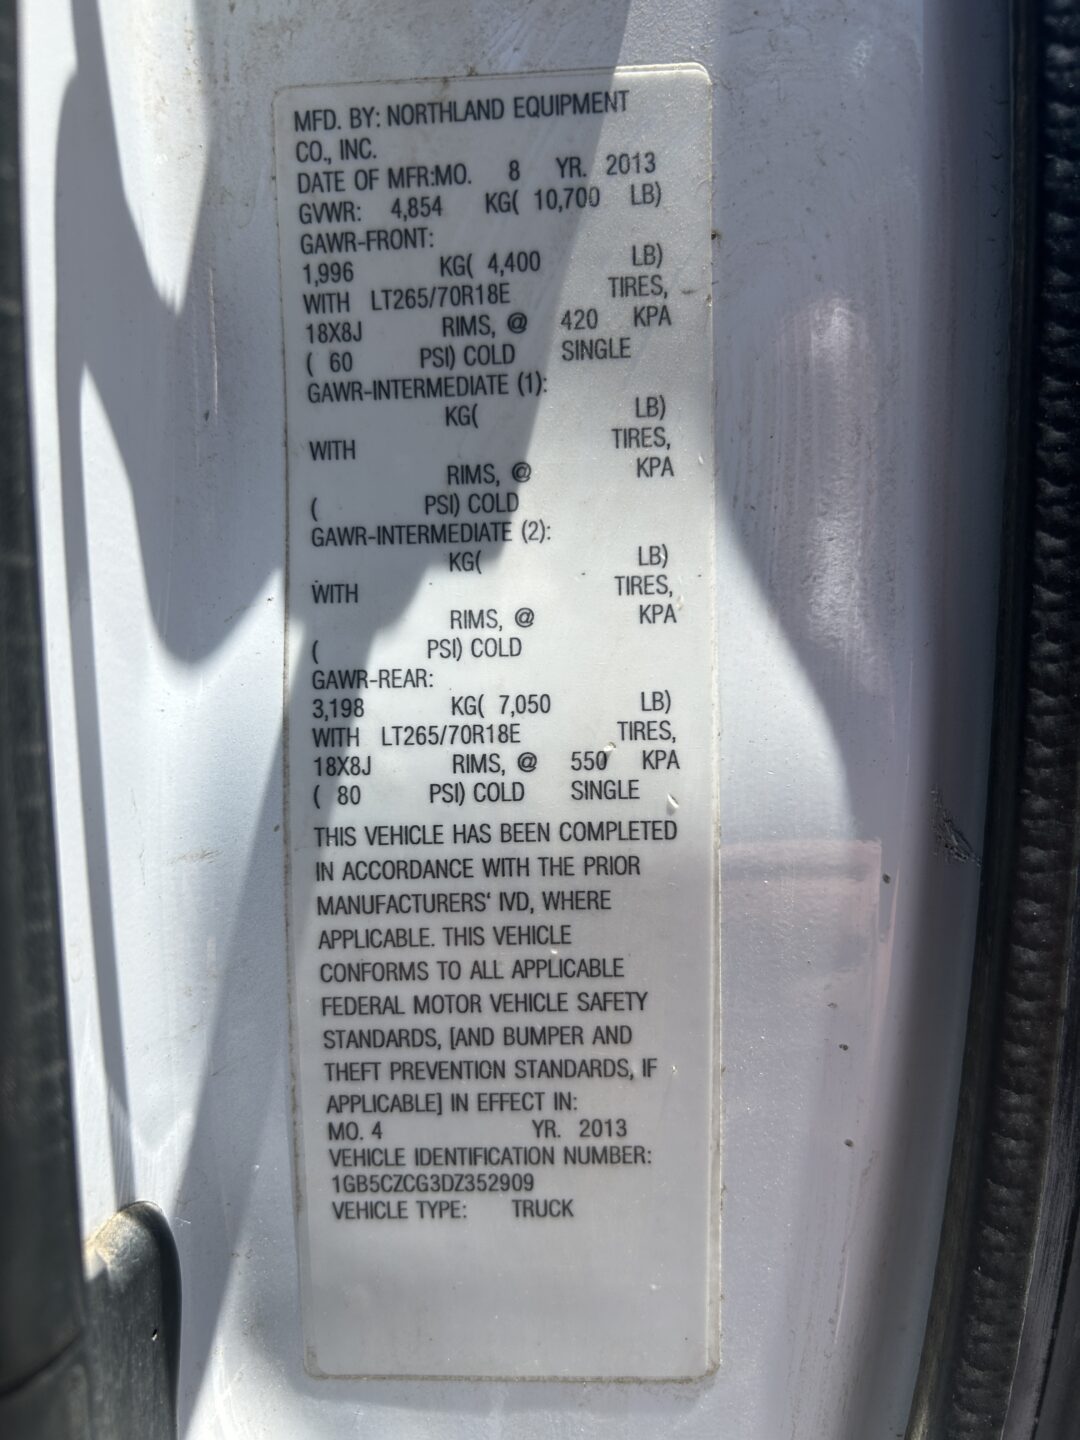 MFD. BY: NORTHLAND EQUIPMENT
CO., INC.
DATE OF MFR:MO. 8 YR. 2013
GVWR: 4,854 KG( 10,700 LB)
GAWR-FRONT:
1,996 KG( 4,400 LB)
WITH LT265/70R18E TIRES,
18X8J RIMS, @ 420 KPA
( 60 PSI) COLD SINGLE
GAWR-INTERMEDIATE (1):
KG( LB)
WITH TIRES,
RIMS, @ KPA
( PSI) COLD
GAWR-INTERMEDIATE (2):
KG( LB)
WITH TIRES,
RIMS, @ KPA
( PSI) COLD
GAWR-REAR:
3,198 KG( 7,050 LB)
WITH LT265/70R18E TIRES,
18X8J RIMS, @ 550 KPA
( 80 PSI) COLD SINGLE
THIS VEHICLE HAS BEEN COMPLETED
IN ACCORDANCE WITH THE PRIOR
MANUFACTURERS' IVD, WHERE
APPLICABLE. THIS VEHICLE
CONFORMS TO ALL APPLICABLE
FEDERAL MOTOR VEHICLE SAFETY
STANDARDS, [AND BUMPER AND
THEFT PREVENTION STANDARDS, IF
APPLICABLE] IN EFFECT IN:
MO. 4 YR. 2013
VEHICLE IDENTIFICATION NUMBER:
1GB5CZCG3DZ352909
VEHICLE TYPE: TRUCK